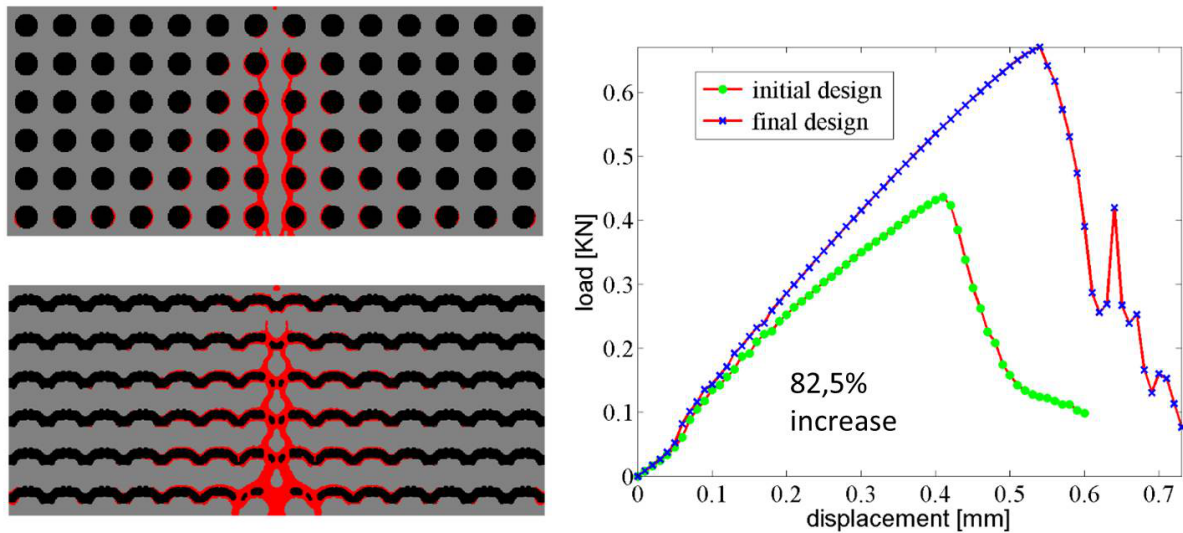 initial design
final design
load [KN]
0.6
0.5
0.4
0.3
0.2
0.1
0
82,5%
increase
0 0.1 0.2 0.3 0.4 0.5 0.6 0.7
displacement [mm]